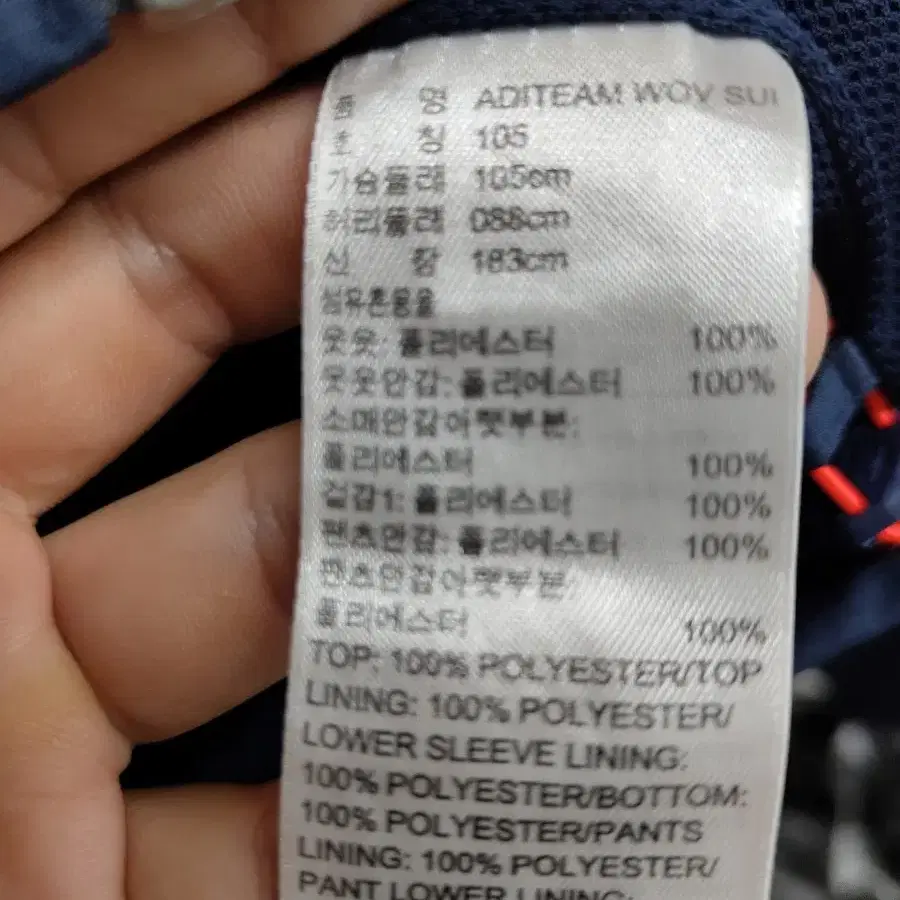 품 명 ADITEAM WOV SUI
호 칭 105
가슴둘레 105cm
허리둘레 088cm
신 장 183cm
섬유혼용율
웃옷: 폴리에스터 100%
웃옷안감: 폴리에스터 100%
소매안감아랫부분:
폴리에스터 100%
겉감1: 폴리에스터 100%
팬츠안감: 폴리에스터 100%
팬츠안감아랫부분:
폴리에스터 100%
TOP: 100% POLYESTER/TOP
LINING: 100% POLYESTER/
LOWER SLEEVE LINING:
100% POLYESTER/BOTTOM:
100% POLYESTER/PANTS
LINING: 100% POLYESTER/
PANT LOWER LINING: